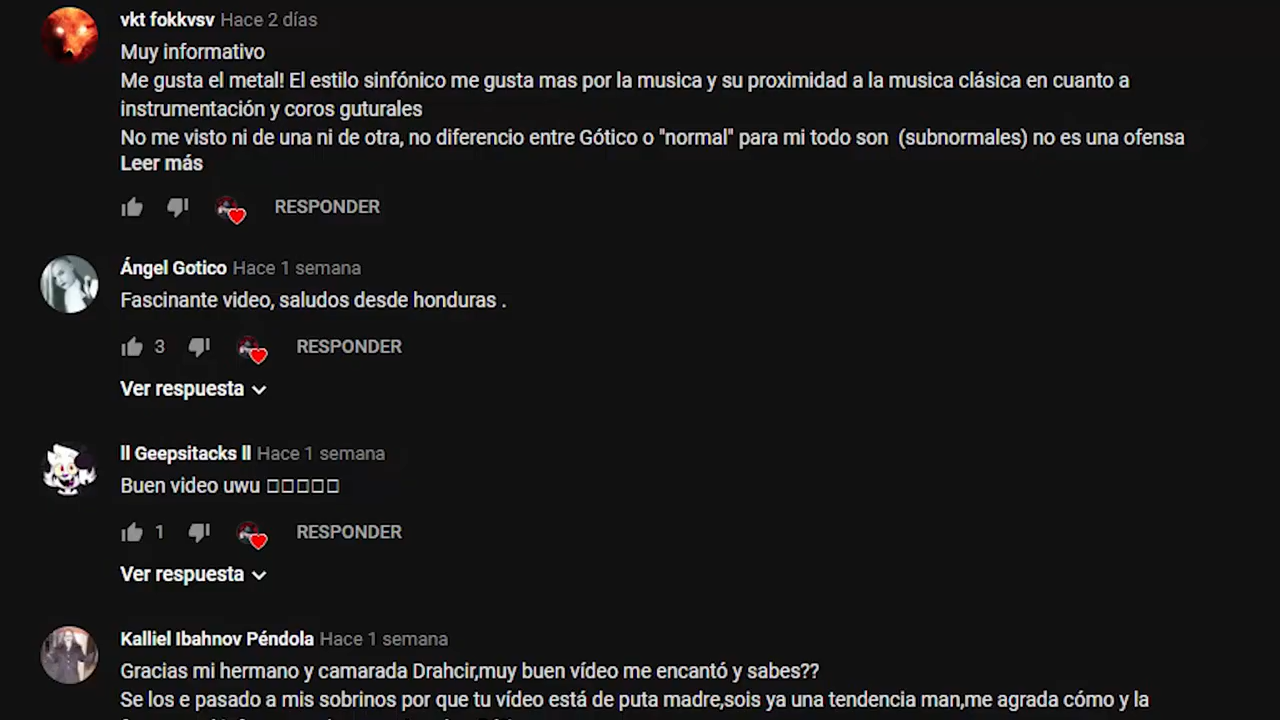 vkt fokkvsv Hace 2 días
Muy informativo
Me gusta el metal! El estilo sinfónico me gusta mas por la musica y su proximidad a la musica clásica en cuanto a
instrumentación y coros guturales
No me visto ni de una ni de otra, no diferencio entre Gótico o "normal" para mi todo son (subnormales) no es una ofensa
Leer más
RESPONDER
Ángel Gotico Hace 1 semana
Fascinante video, saludos desde honduras .
3 RESPONDER
Ver respuesta
ll Geepsitacks ll Hace 1 semana
Buen video uwu □□□□□
1 RESPONDER
Ver respuesta
Kalliel Ibahnov Péndola Hace 1 semana
Gracias mi hermano y camarada Drahcir,muy buen vídeo me encantó y sabes??
Se los e pasado a mis sobrinos por que tu vídeo está de puta madre,sois ya una tendencia man,me agrada cómo y la